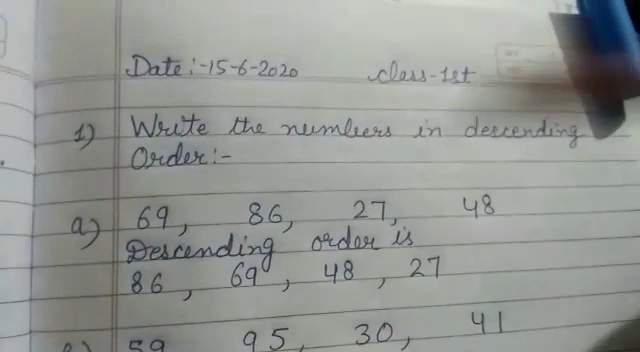 Date:-15-6-2020 class-1st
1) Write the numbers in descending
Order:-
a) 69, 86, 27, 48
Descending order is
86, 69, 48, 27
59 95, 30, 41